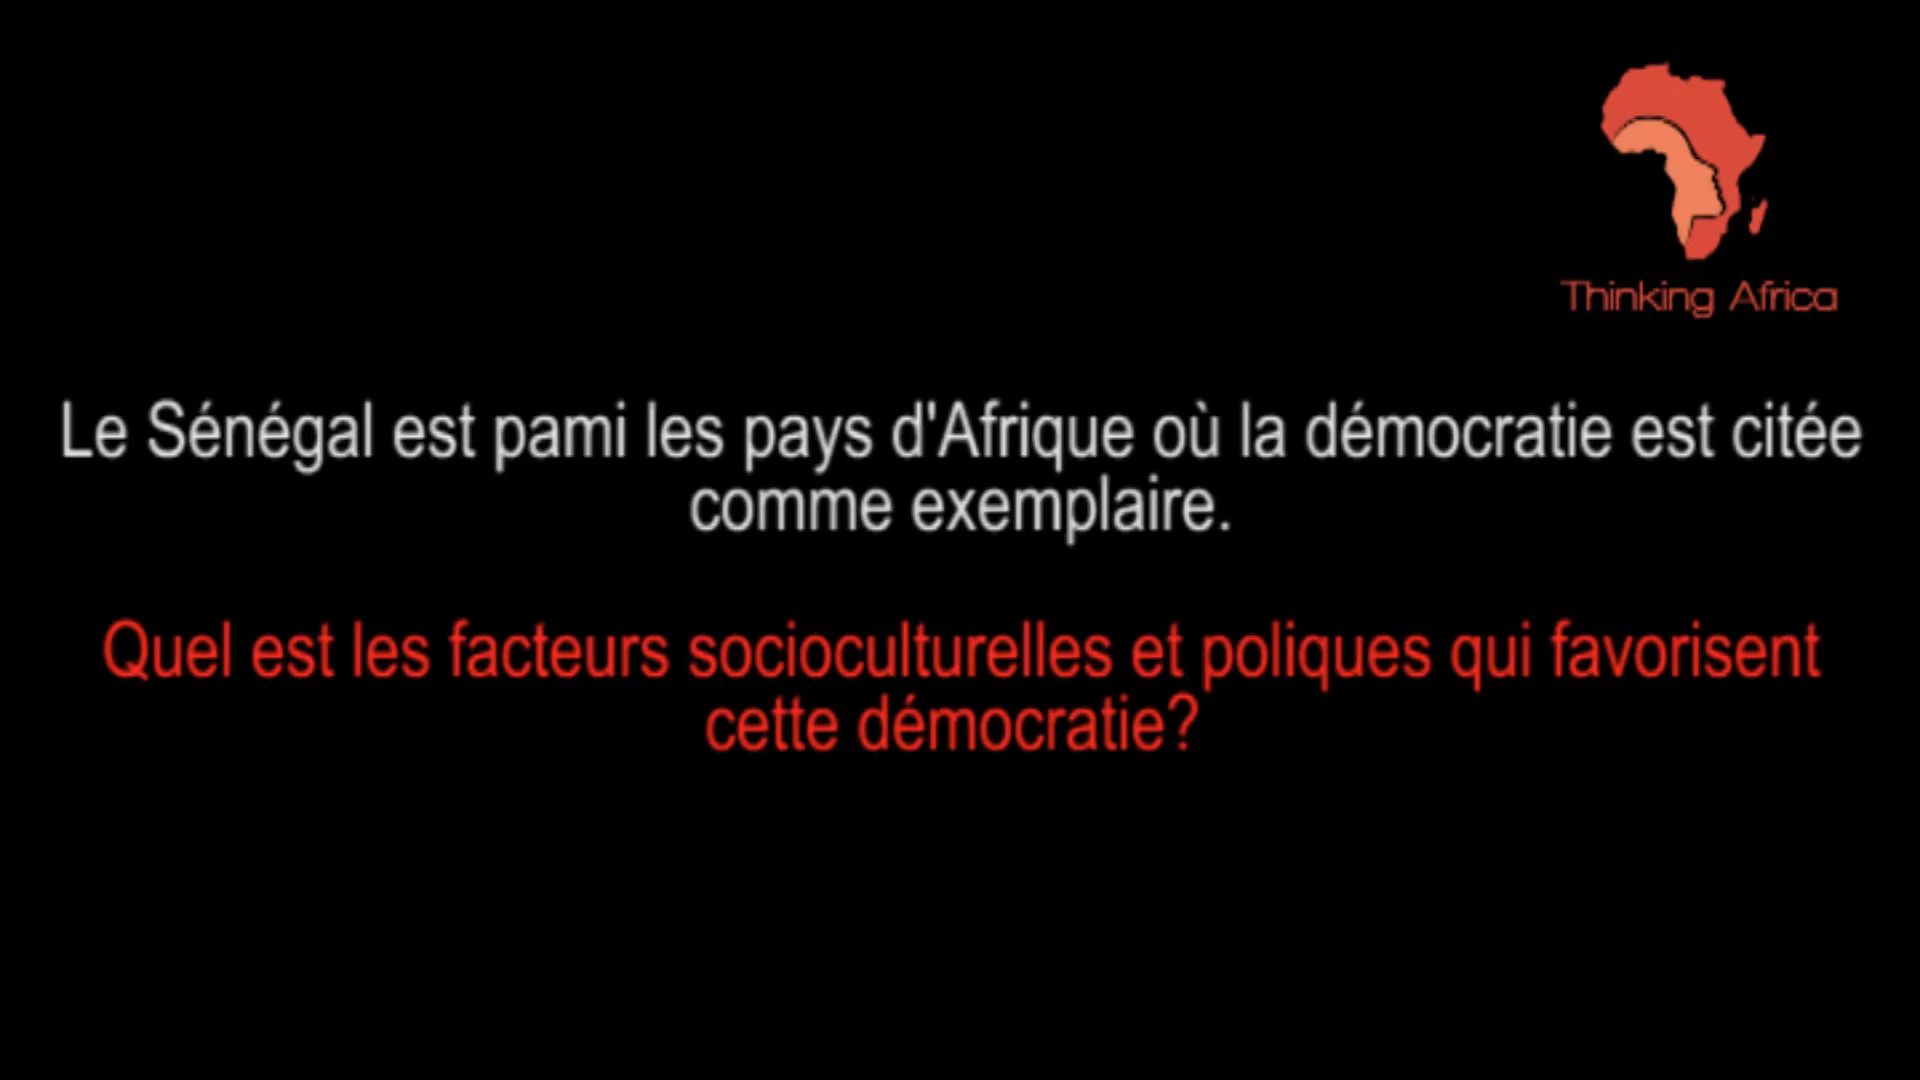 Thinking Africa
Le Sénégal est pami les pays d'Afrique où la démocratie est citée
comme exemplaire.
Quel est les facteurs socioculturelles et poliques qui favorisent
cette démocratie?